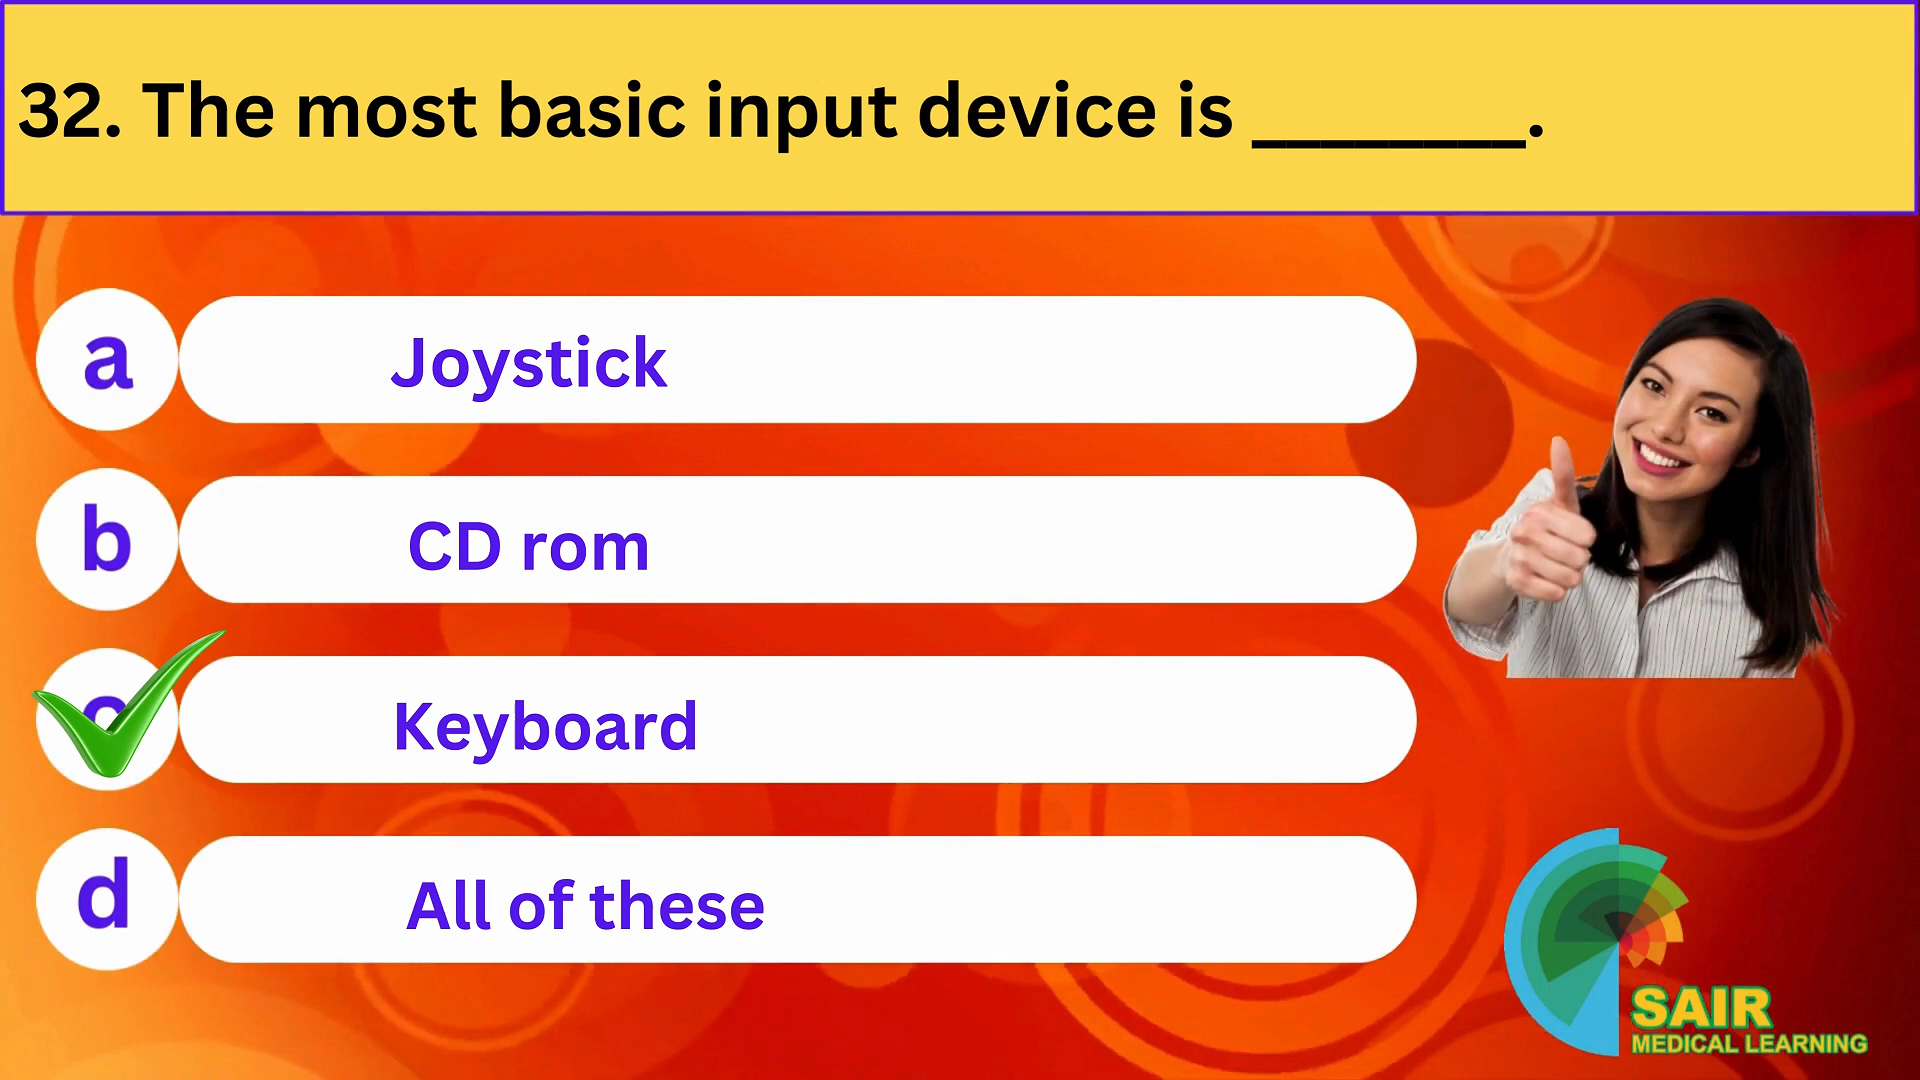 32. The most basic input device is ________.
a Joystick
b CD rom
c Keyboard
d All of these
SAIR
MEDICAL LEARNING